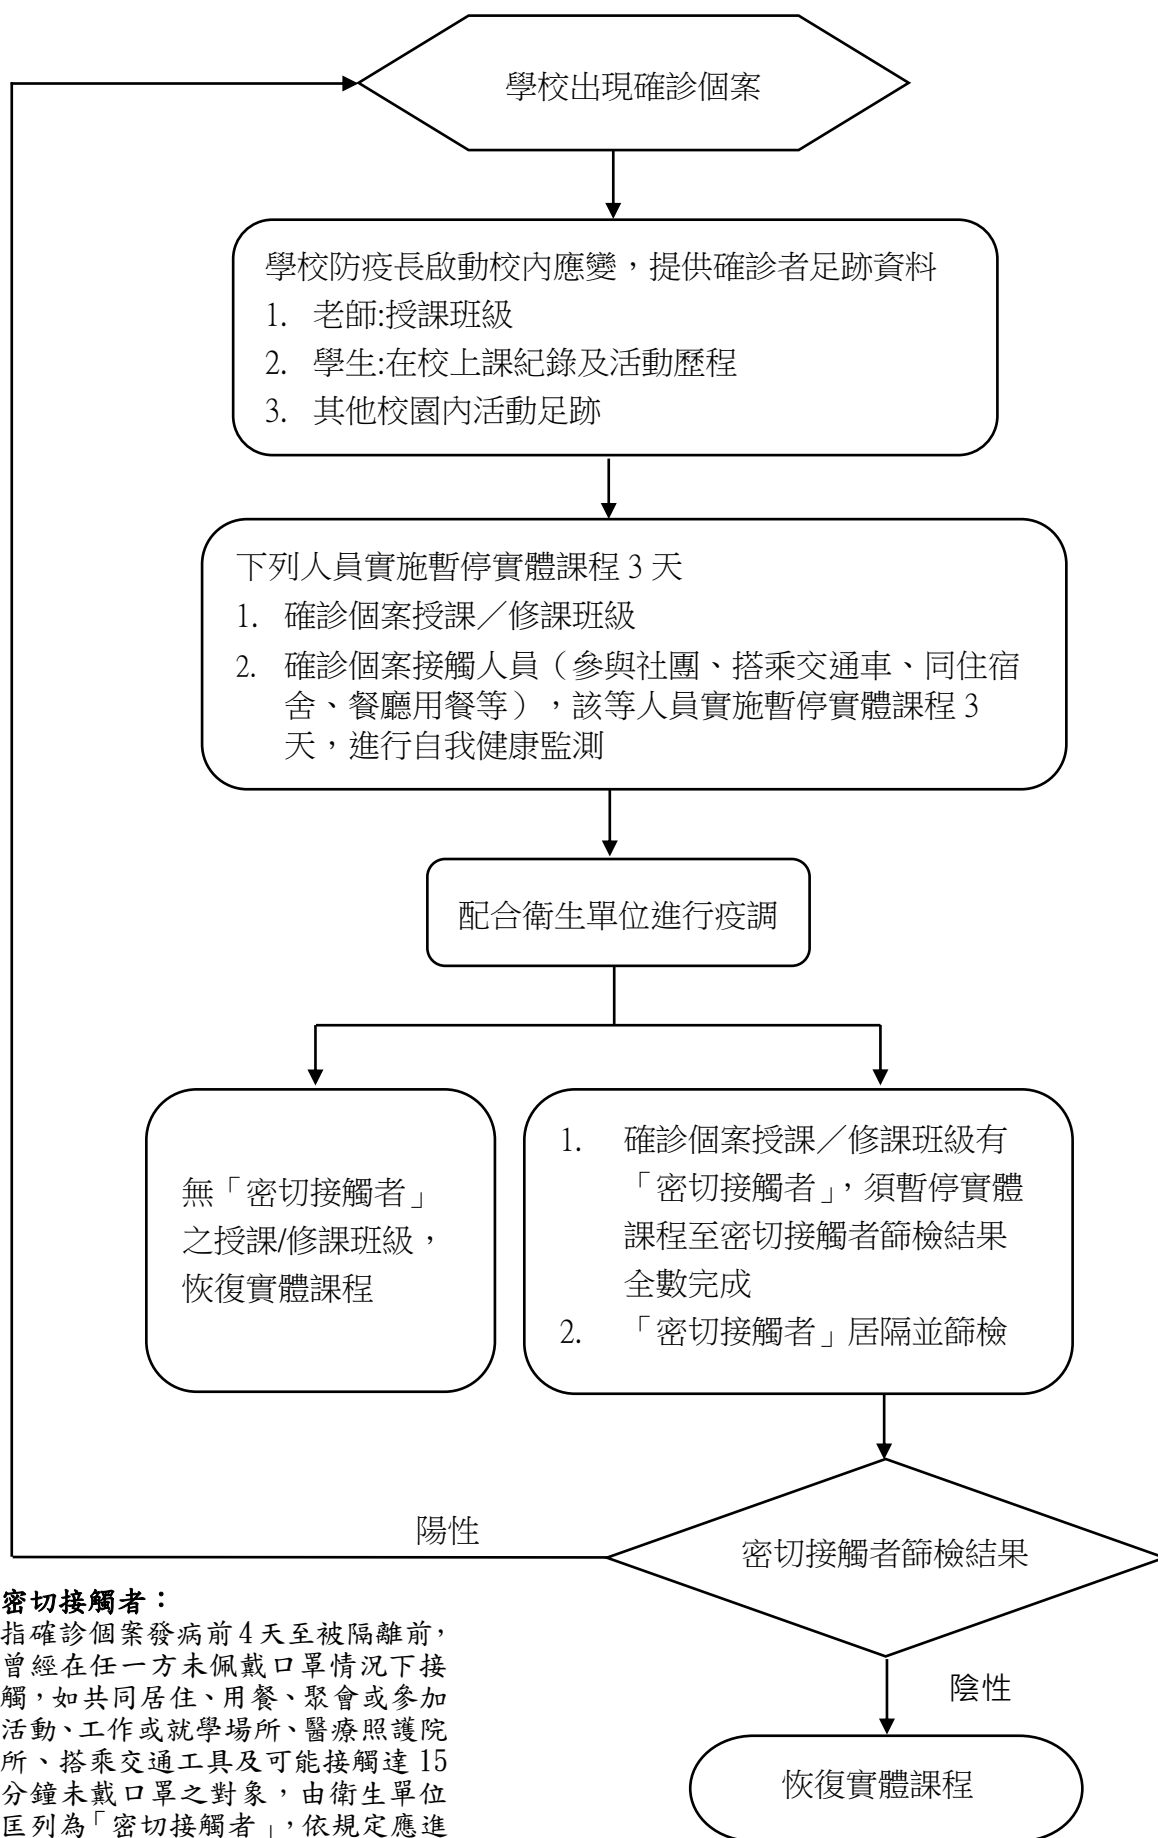 學校出現確診個案
學校防疫長啟動校內應變，提供確診者足跡資料
1. 老師:授課班級
2. 學生:在校上課紀錄及活動歷程
3. 其他校園內活動足跡
下列人員實施暫停實體課程 3 天
1. 確診個案授課／修課班級
2. 確診個案接觸人員（參與社團、搭乘交通車、同住宿
舍、餐廳用餐等），該等人員實施暫停實體課程 3
天，進行自我健康監測
配合衛生單位進行疫調
無「密切接觸者」
之授課/修課班級，
恢復實體課程
1. 確診個案授課／修課班級有
「密切接觸者」，須暫停實體
課程至密切接觸者篩檢結果
全數完成
2. 「密切接觸者」居隔並篩檢
陽性
密切接觸者篩檢結果
陰性
恢復實體課程
密切接觸者：
指確診個案發病前 4 天至被隔離前，
曾經在任一方未佩戴口罩情況下接
觸，如共同居住、用餐、聚會或參加
活動、工作或就學場所、醫療照護院
所、搭乘交通工具及可能接觸達 15
分鐘未戴口罩之對象，由衛生單位
匡列為「密切接觸者」，依規定應進